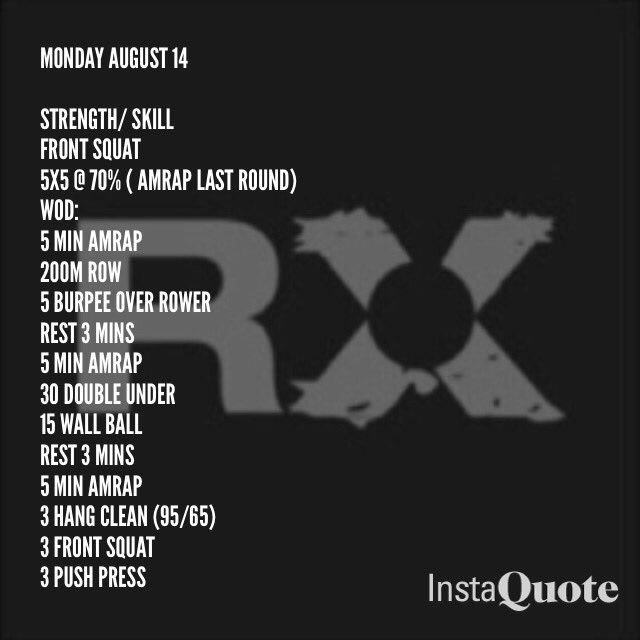 MONDAY AUGUST 14
STRENGTH/ SKILL
FRONT SQUAT
5X5 @ 70% ( AMRAP LAST ROUND)
WOD:
5 MIN AMRAP
200M ROW
5 BURPEE OVER ROWER
REST 3 MINS
5 MIN AMRAP
30 DOUBLE UNDER
15 WALL BALL
REST 3 MINS
5 MIN AMRAP
3 HANG CLEAN (95/65)
3 FRONT SQUAT
3 PUSH PRESS
RX
InstaQuote